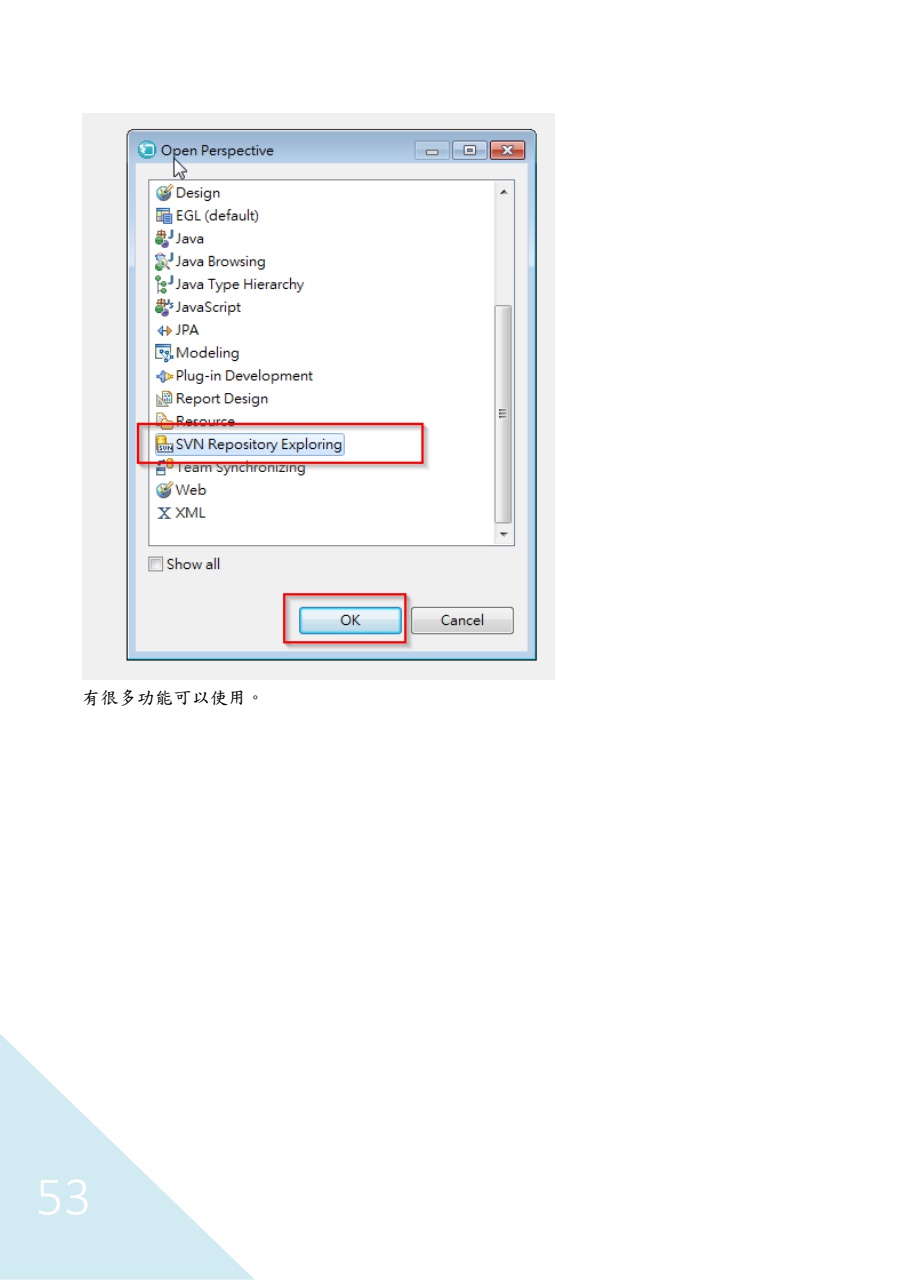 Open Perspective
Design
EGL (default)
Java
Java Browsing
Java Type Hierarchy
JavaScript
JPA
Modeling
Plug-in Development
Report Design
Resource
SVN Repository Exploring
Team Synchronizing
Web
XML
Show all
OK
Cancel
有很多功能可以使用。
53